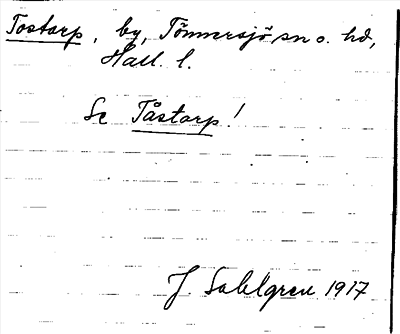 Tostarp, by, Tönnersjö sn o. hd,
Hall. l.
Se Tåstarp!
J Sahlgren 1917